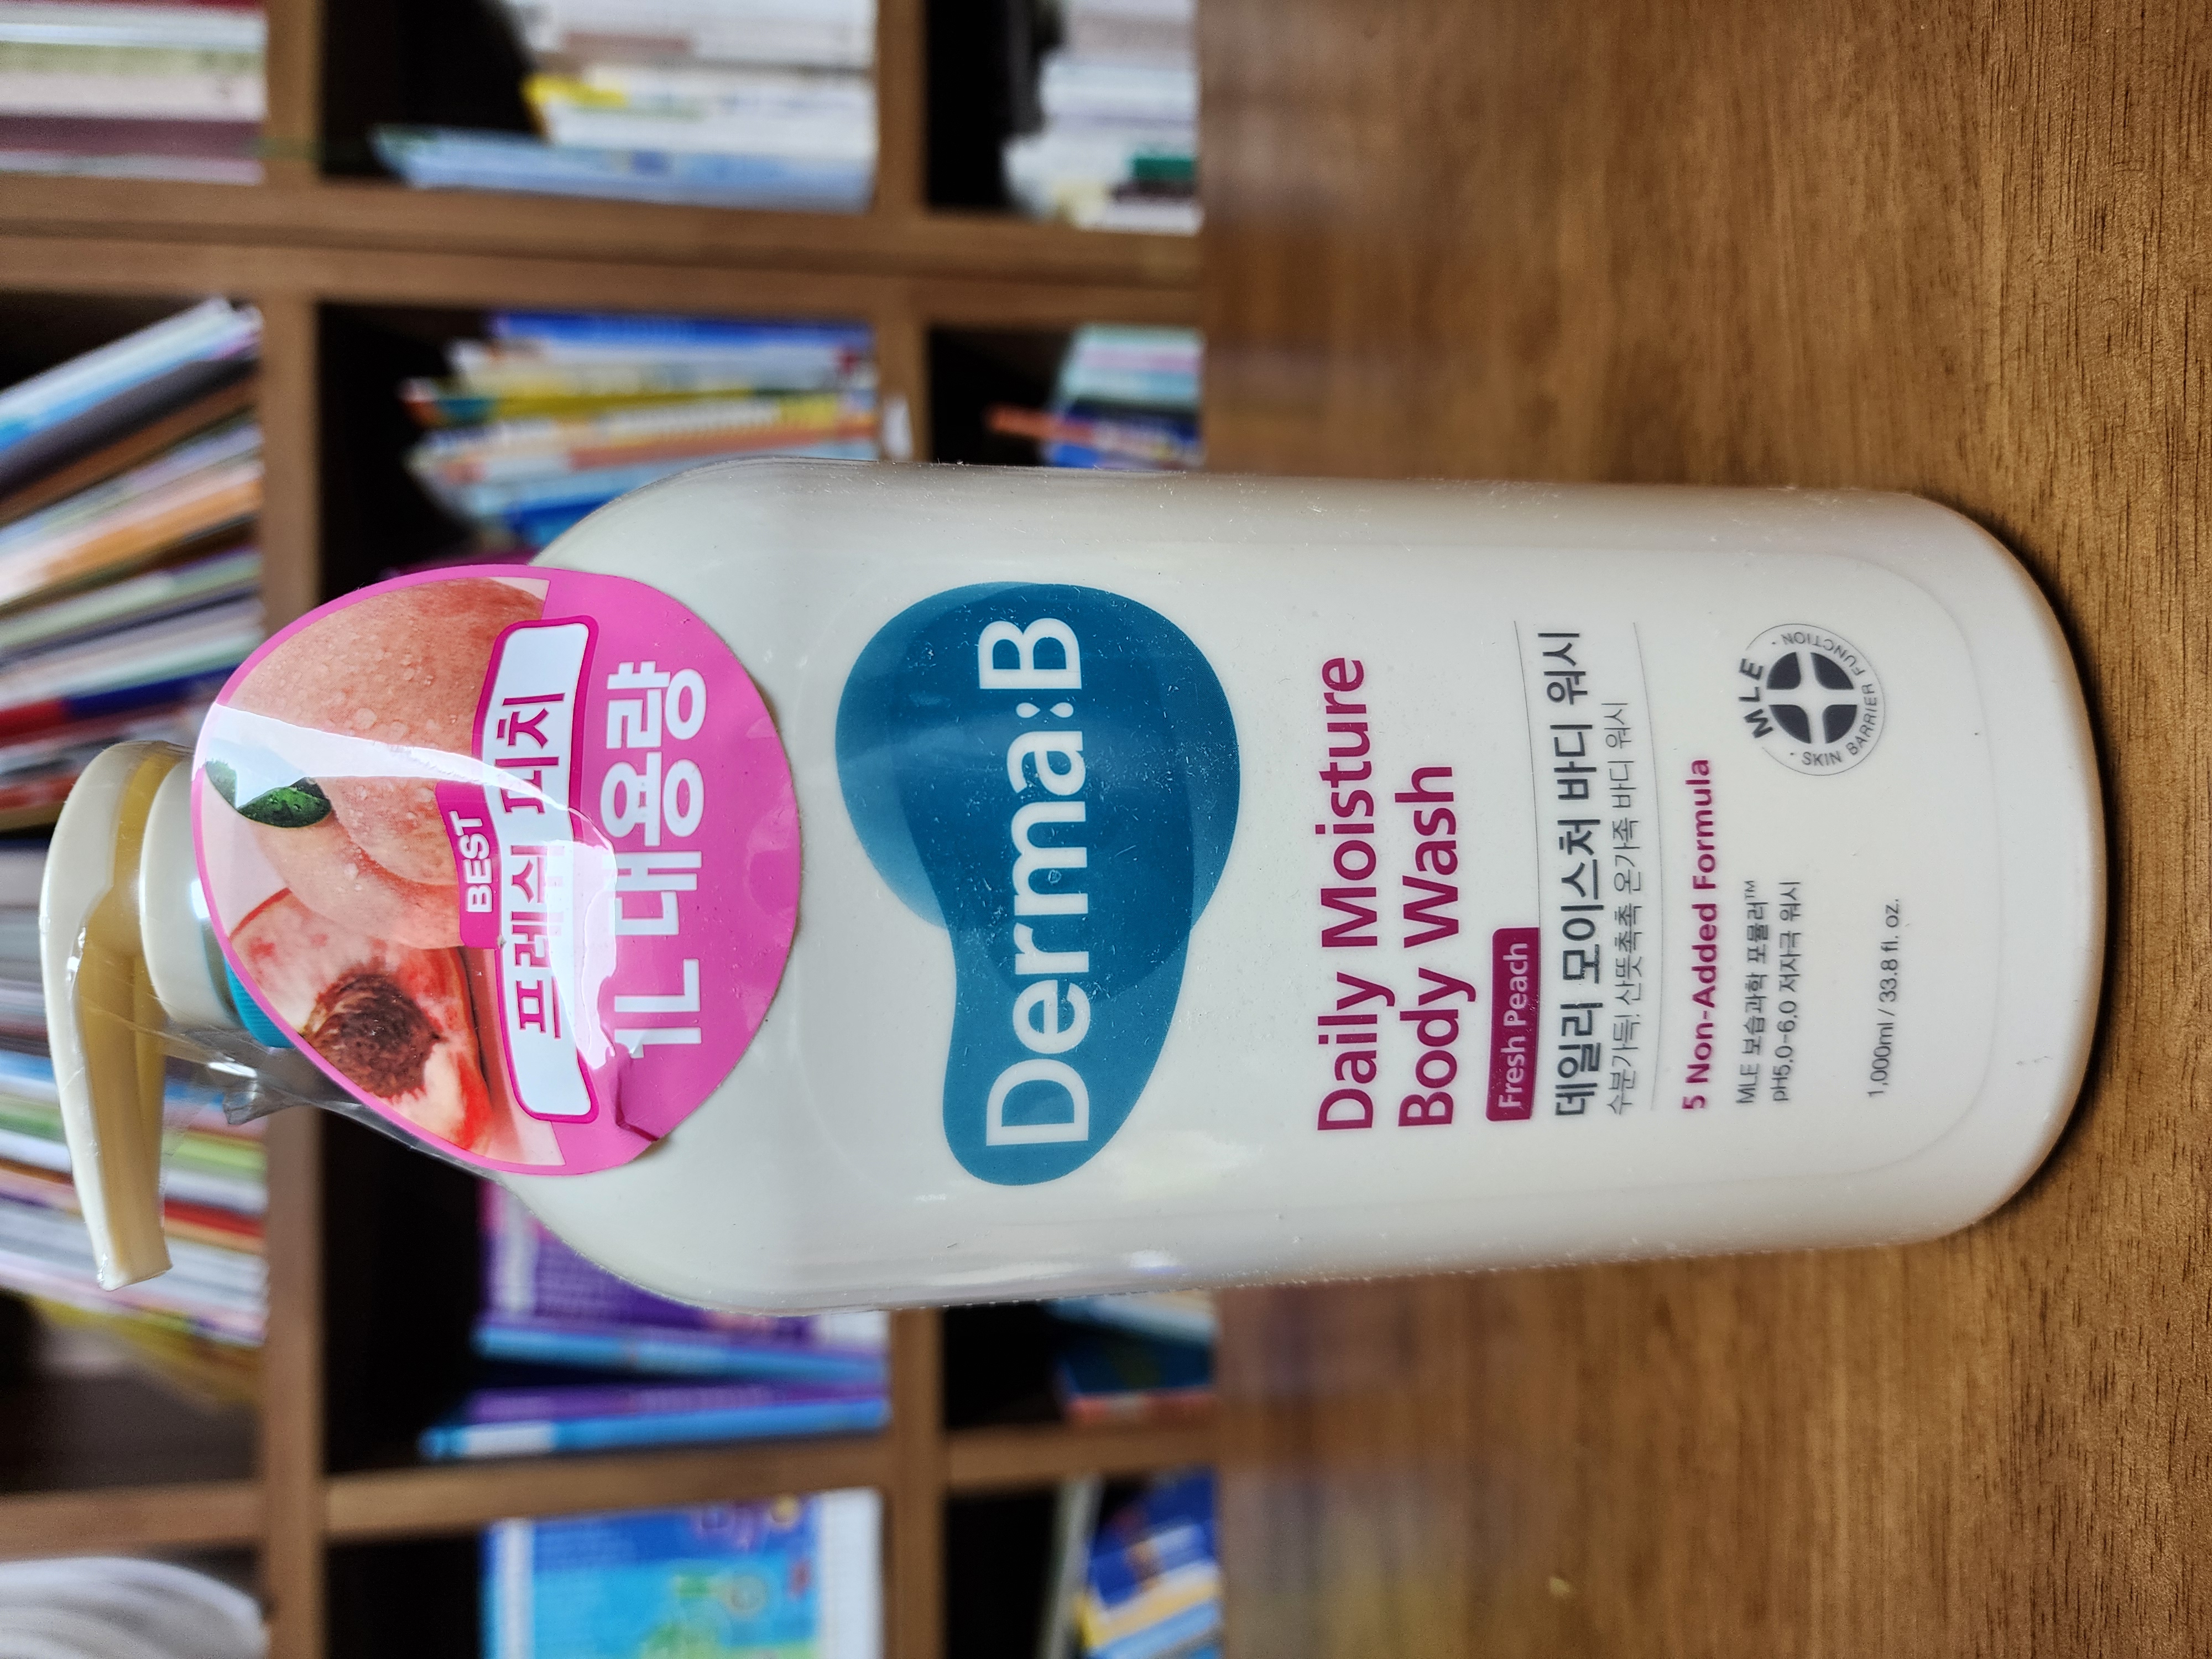 BEST
프레쉬 피치
1L 대용량
Derma:B
Daily Moisture
Body Wash
Fresh Peach
데일리 모이스처 바디 워시
수분가득! 산뜻촉촉 온가족 바디 워시
5 Non-Added Formula
MLE 보습과학 포뮬러™
pH5.0-6.0 저자극 워시
MLE
· SKIN BARRIER FUNCTION ·
1,000ml / 33.8 fl. oz.